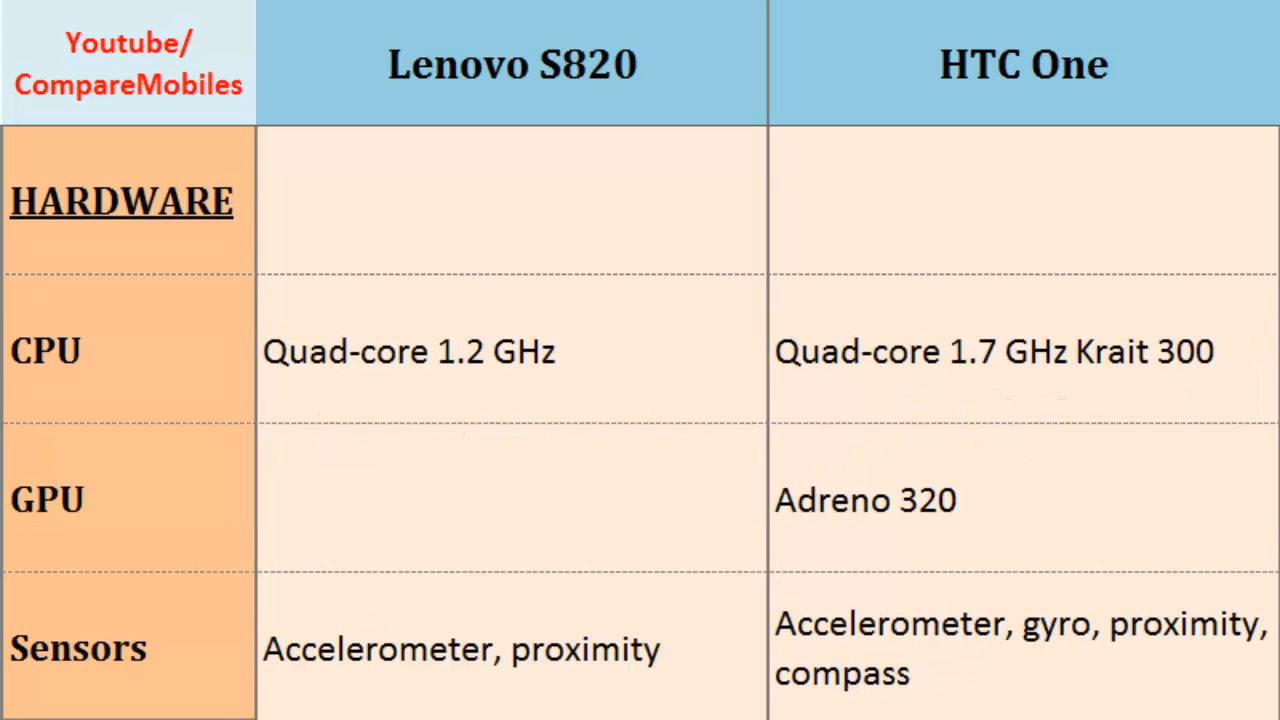 Youtube/
CompareMobiles
Lenovo S820
HTC One
HARDWARE
CPU
Quad-core 1.2 GHz
Quad-core 1.7 GHz Krait 300
GPU
Adreno 320
Sensors
Accelerometer, proximity
Accelerometer, gyro, proximity,
compass